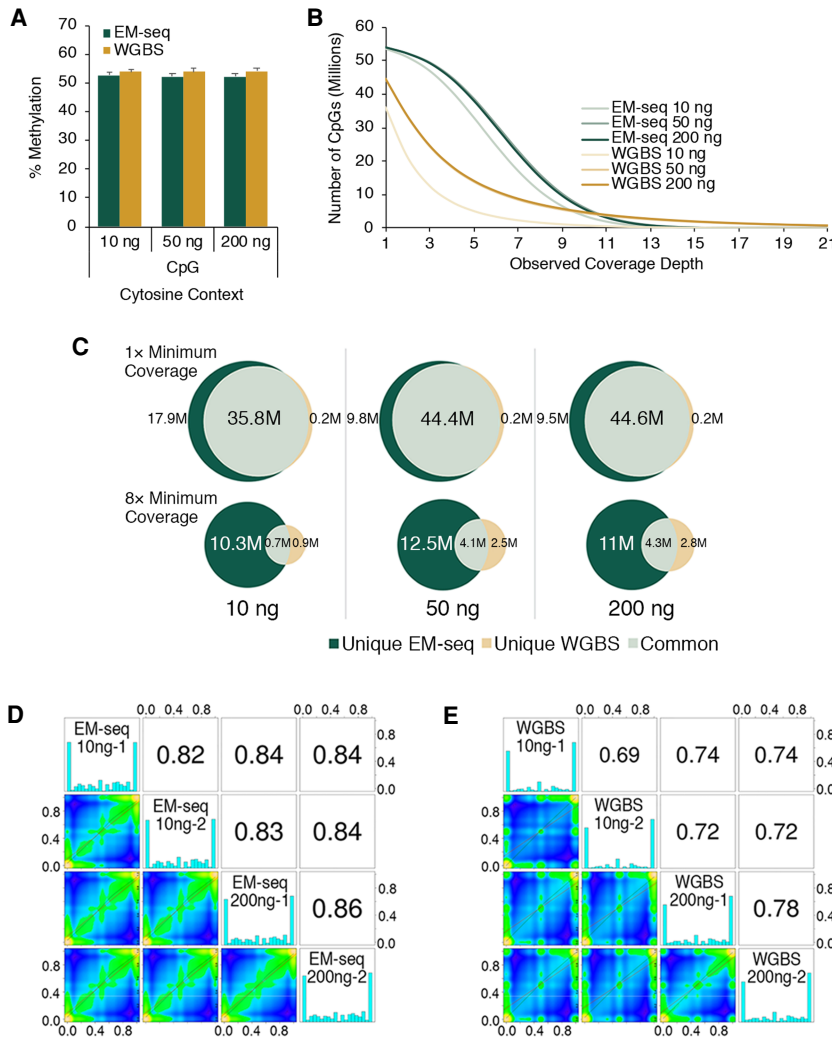 A
70
60
50
40
30
20
10
0
% Methylation
EM-seq
WGBS
10 ng
50 ng
200 ng
CpG
Cytosine Context
B
60
50
40
30
20
10
0
Number of CpGs (Millions)
EM-seq 10 ng
EM-seq 50 ng
EM-seq 200 ng
WGBS 10 ng
WGBS 50 ng
WGBS 200 ng
1 3 5 7 9 11 13 15 17 19 21
Observed Coverage Depth
C
1× Minimum
Coverage
17.9M 35.8M 0.2M
9.8M 44.4M 0.2M
9.5M 44.6M 0.2M
8× Minimum
Coverage
10.3M 0.7M 0.9M
12.5M 4.1M 2.5M
11M 4.3M 2.8M
10 ng
50 ng
200 ng
Unique EM-seq
Unique WGBS
Common
D
0.0 0.4 0.8
0.0 0.4 0.8
EM-seq
10ng-1
0.82
0.84
0.84
0.8
0.4
0.0
0.8
0.4
0.0
EM-seq
10ng-2
0.83
0.84
EM-seq
200ng-1
0.86
0.8
0.4
0.0
0.8
0.4
0.0
EM-seq
200ng-2
0.0 0.4 0.8
0.0 0.4 0.8
E
0.0 0.4 0.8
0.0 0.4 0.8
WGBS
10ng-1
0.69
0.74
0.74
0.8
0.4
0.0
0.8
0.4
0.0
WGBS
10ng-2
0.72
0.72
WGBS
200ng-1
0.78
0.8
0.4
0.0
0.8
0.4
0.0
WGBS
200ng-2
0.0 0.4 0.8
0.0 0.4 0.8